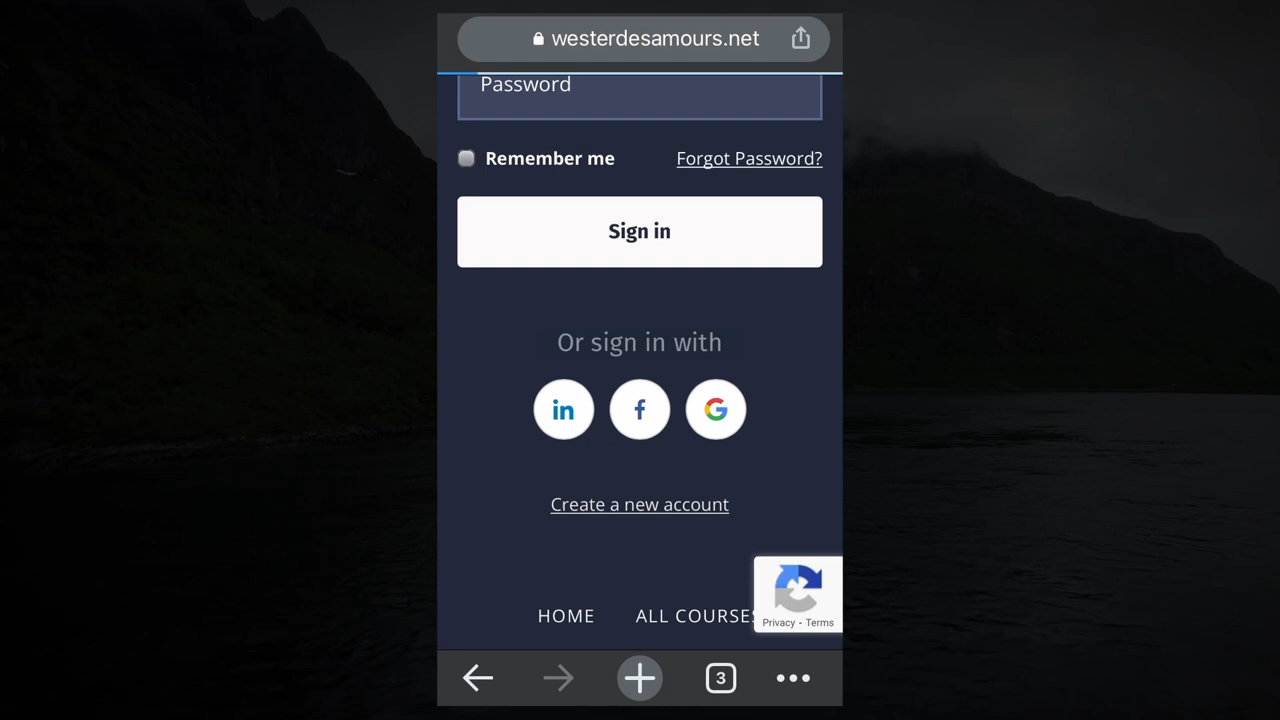 westerdesamours.net
Password
Remember me
Forgot Password?
Sign in
Or sign in with
in
f
G
Create a new account
Privacy - Terms
HOME
ALL COURSES
3